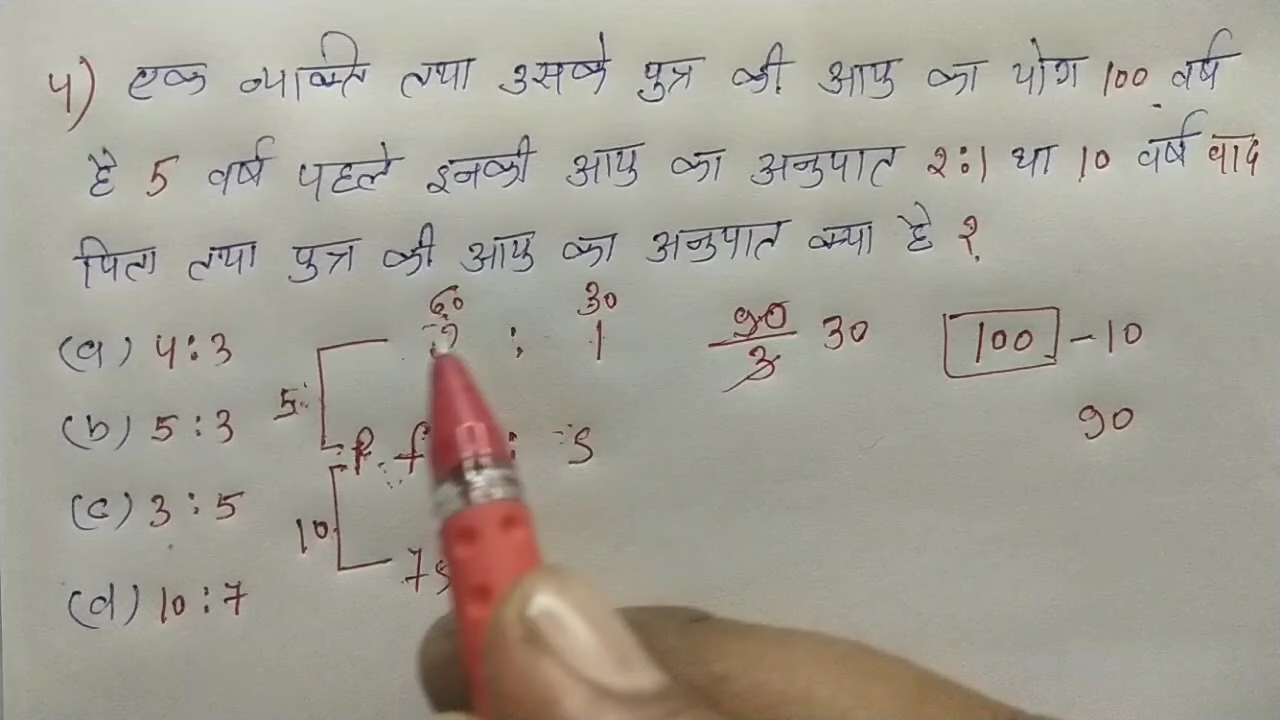 4) एक व्यक्ति तथा उसके पुत्र की आयु का योग 100 वर्ष
है 5 वर्ष पहले इनकी आयु का अनुपात २:1 था 10 वर्ष बाद
पिता तथा पुत्र की आयु का अनुपात क्या है ?
60 30
(a) 4:3
: 1
90/3 30
100 - 10
5
(b) 5:3
P. f : S
90
(c) 3:5
10
75
(d) 10:7